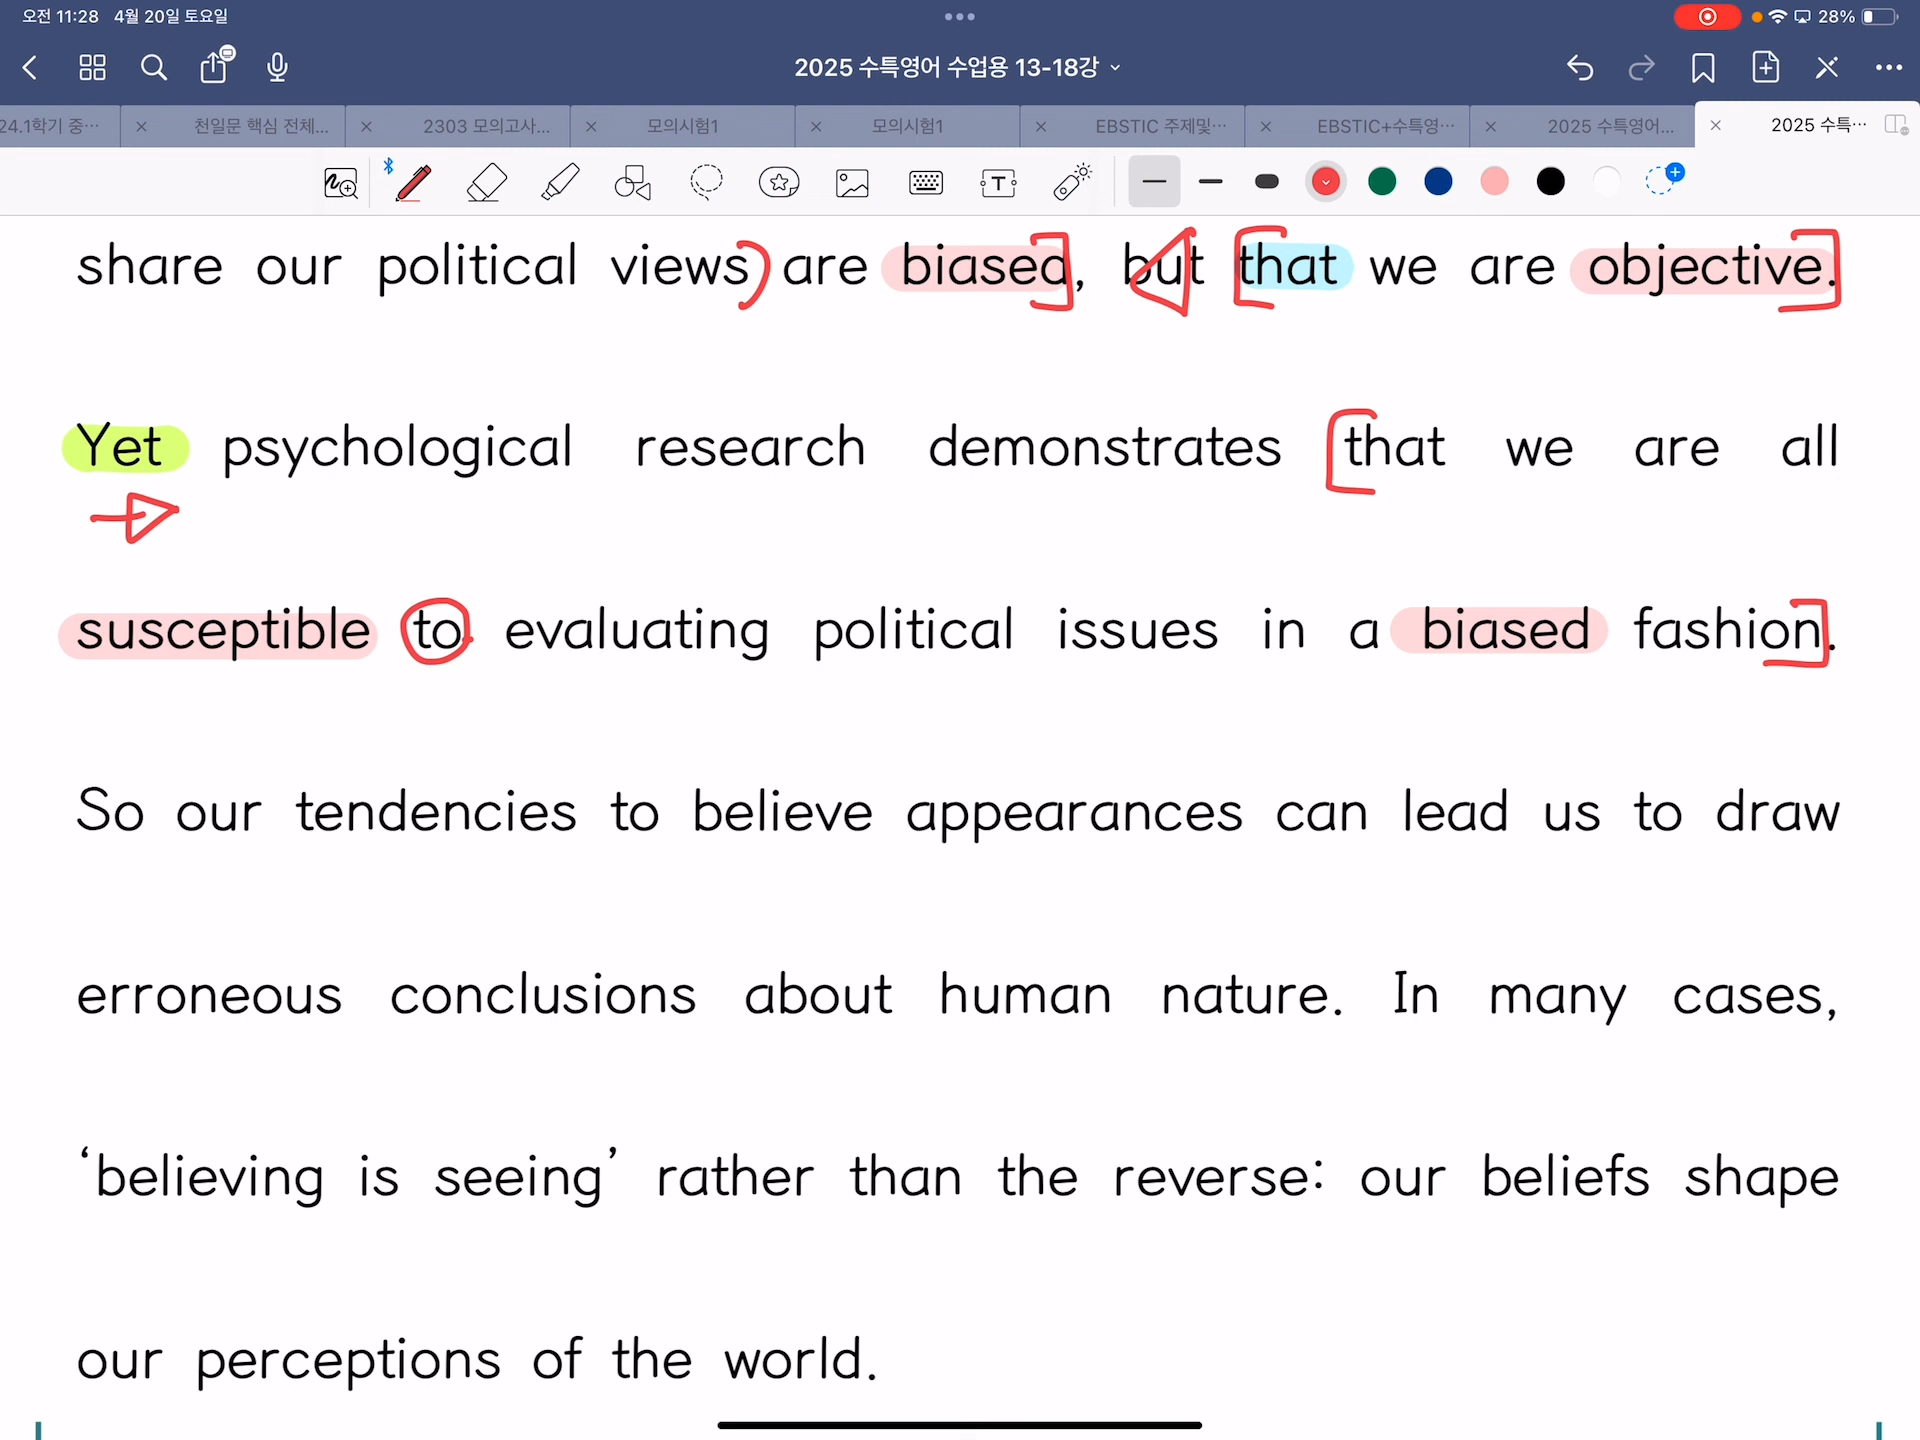 오전 11:28 4월 20일 토요일
28%
2025 수특영어 수업용 13-18강
24.1학기 중…
천일문 핵심 전체...
2303 모의고사...
모의시험1
모의시험1
EBSTIC 주제및…
EBSTIC+수특영…
2025 수특영어...
2025 수특…
share our political views) are biased], but [that we are objective.]
Yet psychological research demonstrates [that we are all
susceptible to evaluating political issues in a biased fashion].
So our tendencies to believe appearances can lead us to draw
erroneous conclusions about human nature. In many cases,
‘believing is seeing’ rather than the reverse: our beliefs shape
our perceptions of the world.